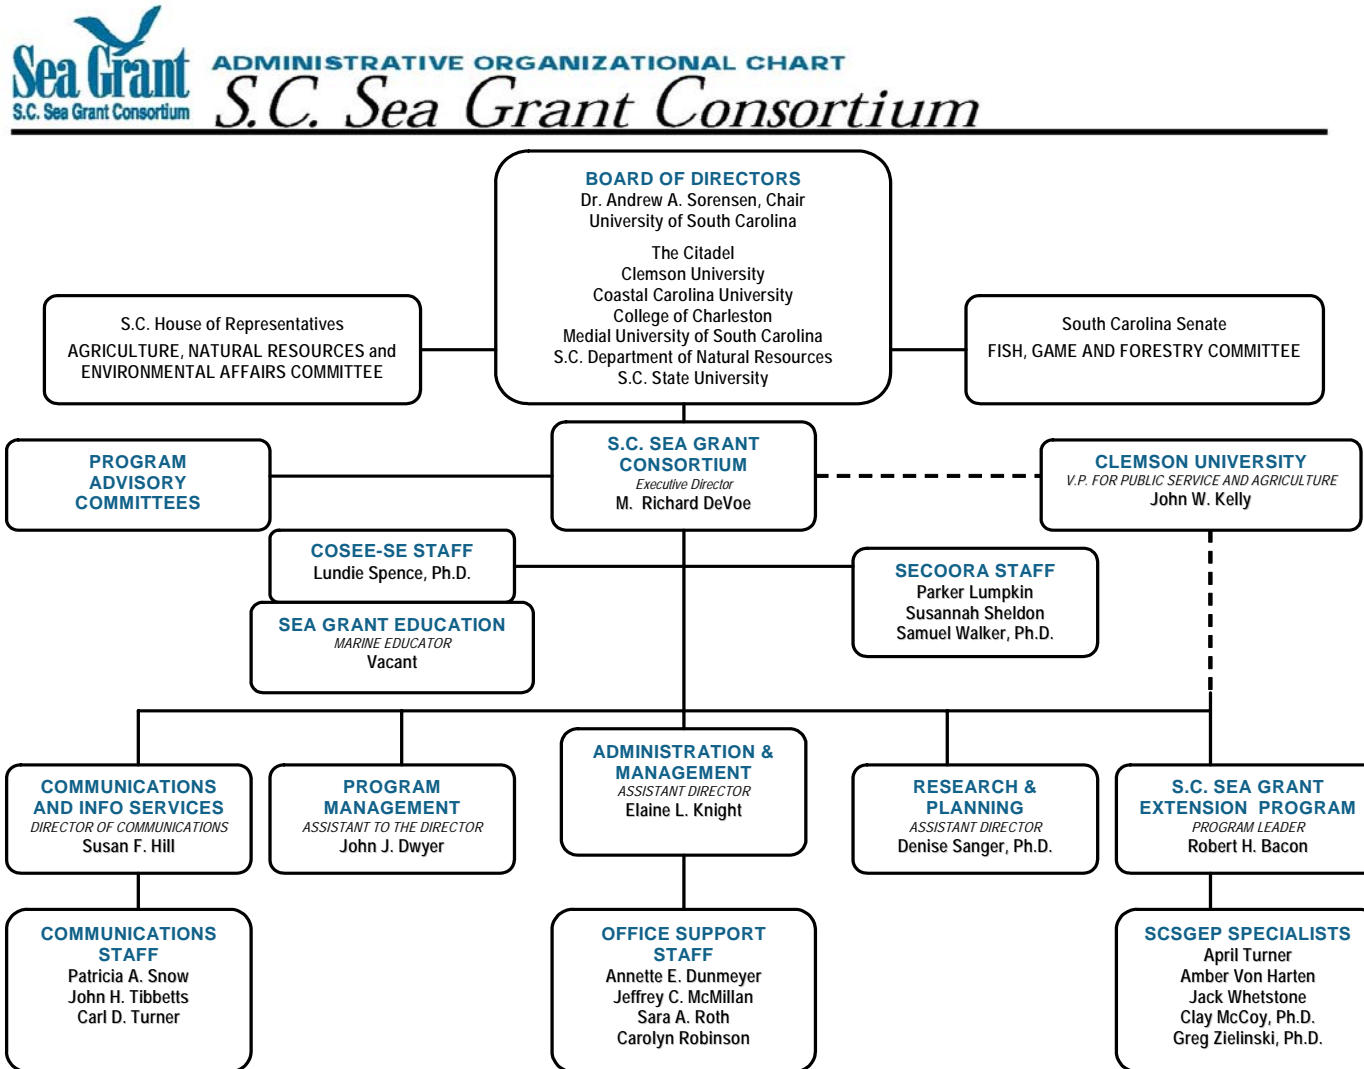 Sea Grant
S.C. Sea Grant Consortium
ADMINISTRATIVE ORGANIZATIONAL CHART
S.C. Sea Grant Consortium
BOARD OF DIRECTORS
Dr. Andrew A. Sorensen, Chair
University of South Carolina
The Citadel
Clemson University
Coastal Carolina University
College of Charleston
Medial University of South Carolina
S.C. Department of Natural Resources
S.C. State University
S.C. House of Representatives
AGRICULTURE, NATURAL RESOURCES and
ENVIRONMENTAL AFFAIRS COMMITTEE
South Carolina Senate
FISH, GAME AND FORESTRY COMMITTEE
PROGRAM
ADVISORY
COMMITTEES
S.C. SEA GRANT
CONSORTIUM
Executive Director
M. Richard DeVoe
CLEMSON UNIVERSITY
V.P. FOR PUBLIC SERVICE AND AGRICULTURE
John W. Kelly
COSEE-SE STAFF
Lundie Spence, Ph.D.
SEA GRANT EDUCATION
MARINE EDUCATOR
Vacant
SECOORA STAFF
Parker Lumpkin
Susannah Sheldon
Samuel Walker, Ph.D.
COMMUNICATIONS
AND INFO SERVICES
DIRECTOR OF COMMUNICATIONS
Susan F. Hill
PROGRAM
MANAGEMENT
ASSISTANT TO THE DIRECTOR
John J. Dwyer
ADMINISTRATION &
MANAGEMENT
ASSISTANT DIRECTOR
Elaine L. Knight
RESEARCH &
PLANNING
ASSISTANT DIRECTOR
Denise Sanger, Ph.D.
S.C. SEA GRANT
EXTENSION PROGRAM
PROGRAM LEADER
Robert H. Bacon
COMMUNICATIONS
STAFF
Patricia A. Snow
John H. Tibbetts
Carl D. Turner
OFFICE SUPPORT
STAFF
Annette E. Dunmeyer
Jeffrey C. McMillan
Sara A. Roth
Carolyn Robinson
SCSGEP SPECIALISTS
April Turner
Amber Von Harten
Jack Whetstone
Clay McCoy, Ph.D.
Greg Zielinski, Ph.D.